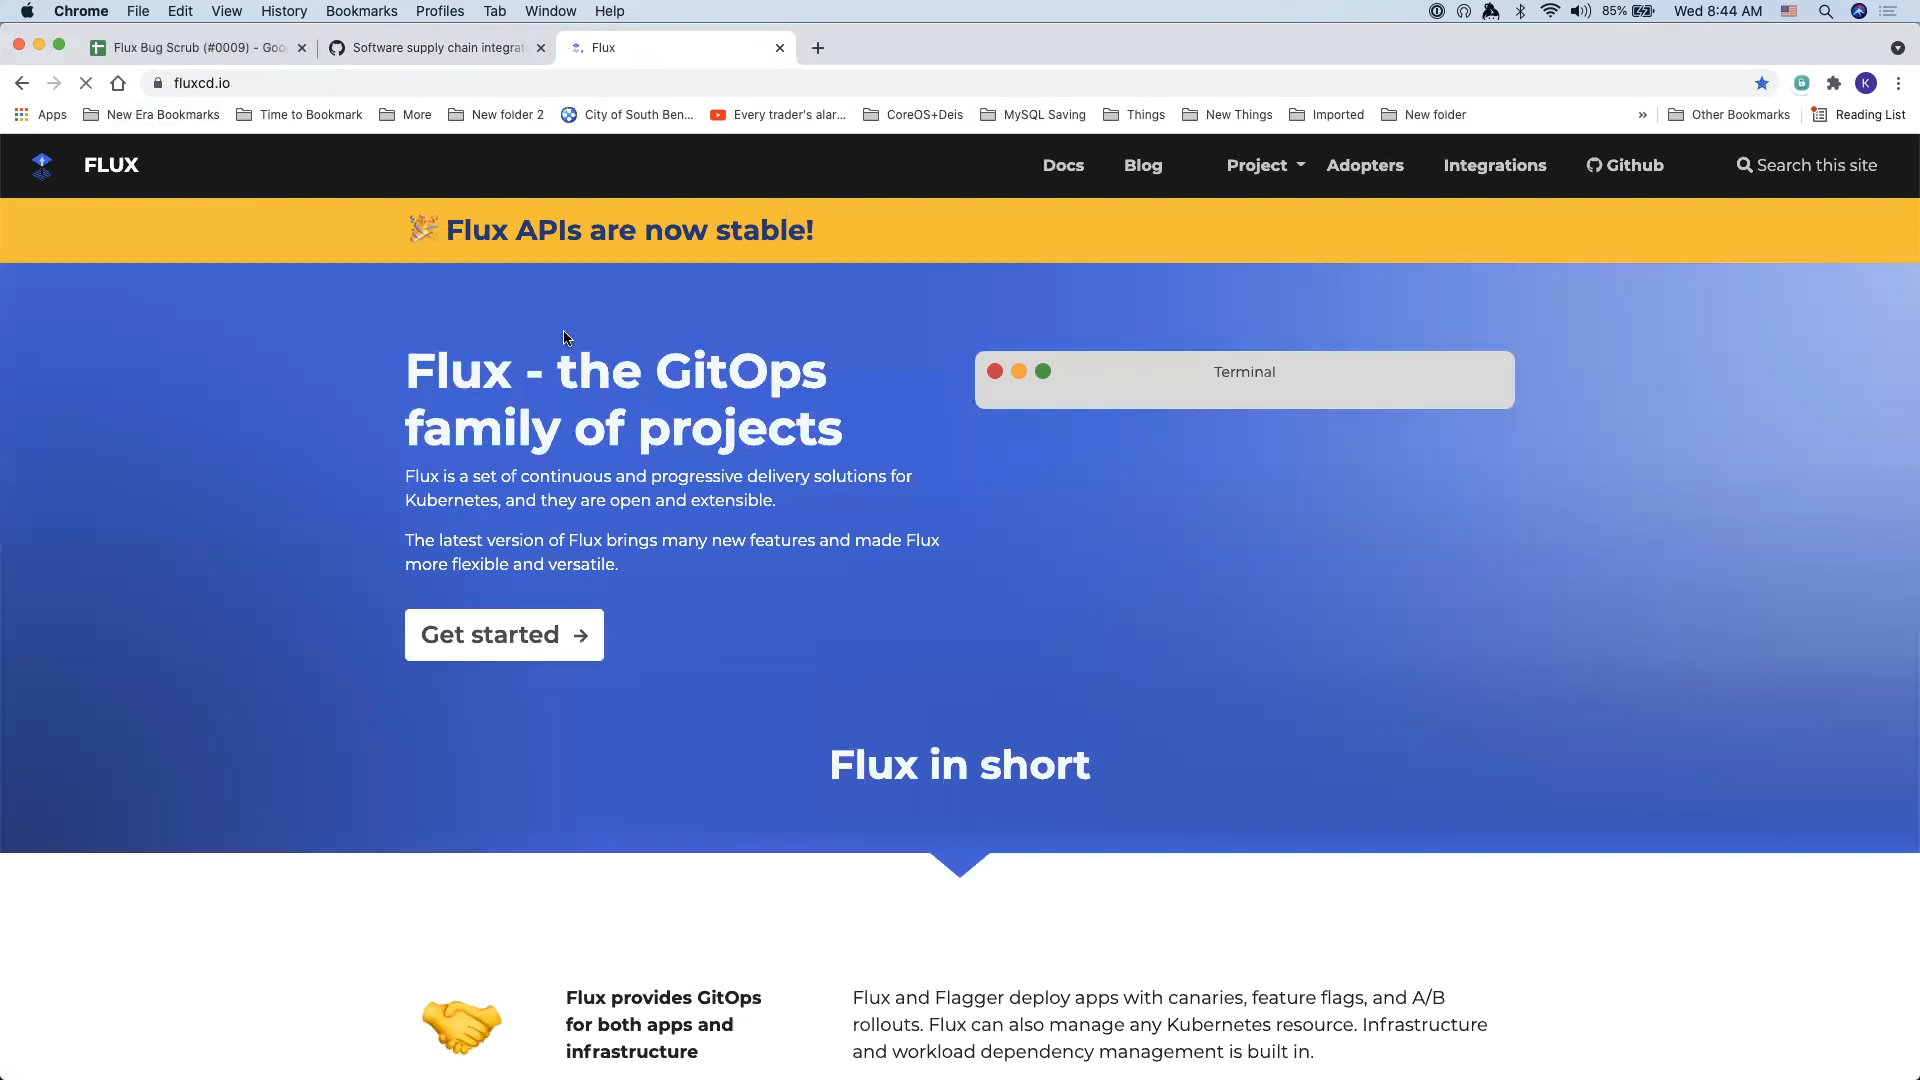 Chrome File Edit View History Bookmarks Profiles Tab Window Help 85% Wed 8:44 AM
Flux Bug Scrub (#0009) - Goo
Software supply chain integrat
Flux
fluxcd.io
K
Apps New Era Bookmarks Time to Bookmark More New folder 2 City of South Ben... Every trader's alar... CoreOS+Deis MySQL Saving Things New Things Imported New folder » Other Bookmarks Reading List
FLUX Docs Blog Project Adopters Integrations Github Search this site
Flux APIs are now stable!
Flux - the GitOps
family of projects
Flux is a set of continuous and progressive delivery solutions for
Kubernetes, and they are open and extensible.
The latest version of Flux brings many new features and made Flux
more flexible and versatile.
Get started →
Terminal
Flux in short
Flux provides GitOps
for both apps and
infrastructure
Flux and Flagger deploy apps with canaries, feature flags, and A/B
rollouts. Flux can also manage any Kubernetes resource. Infrastructure
and workload dependency management is built in.